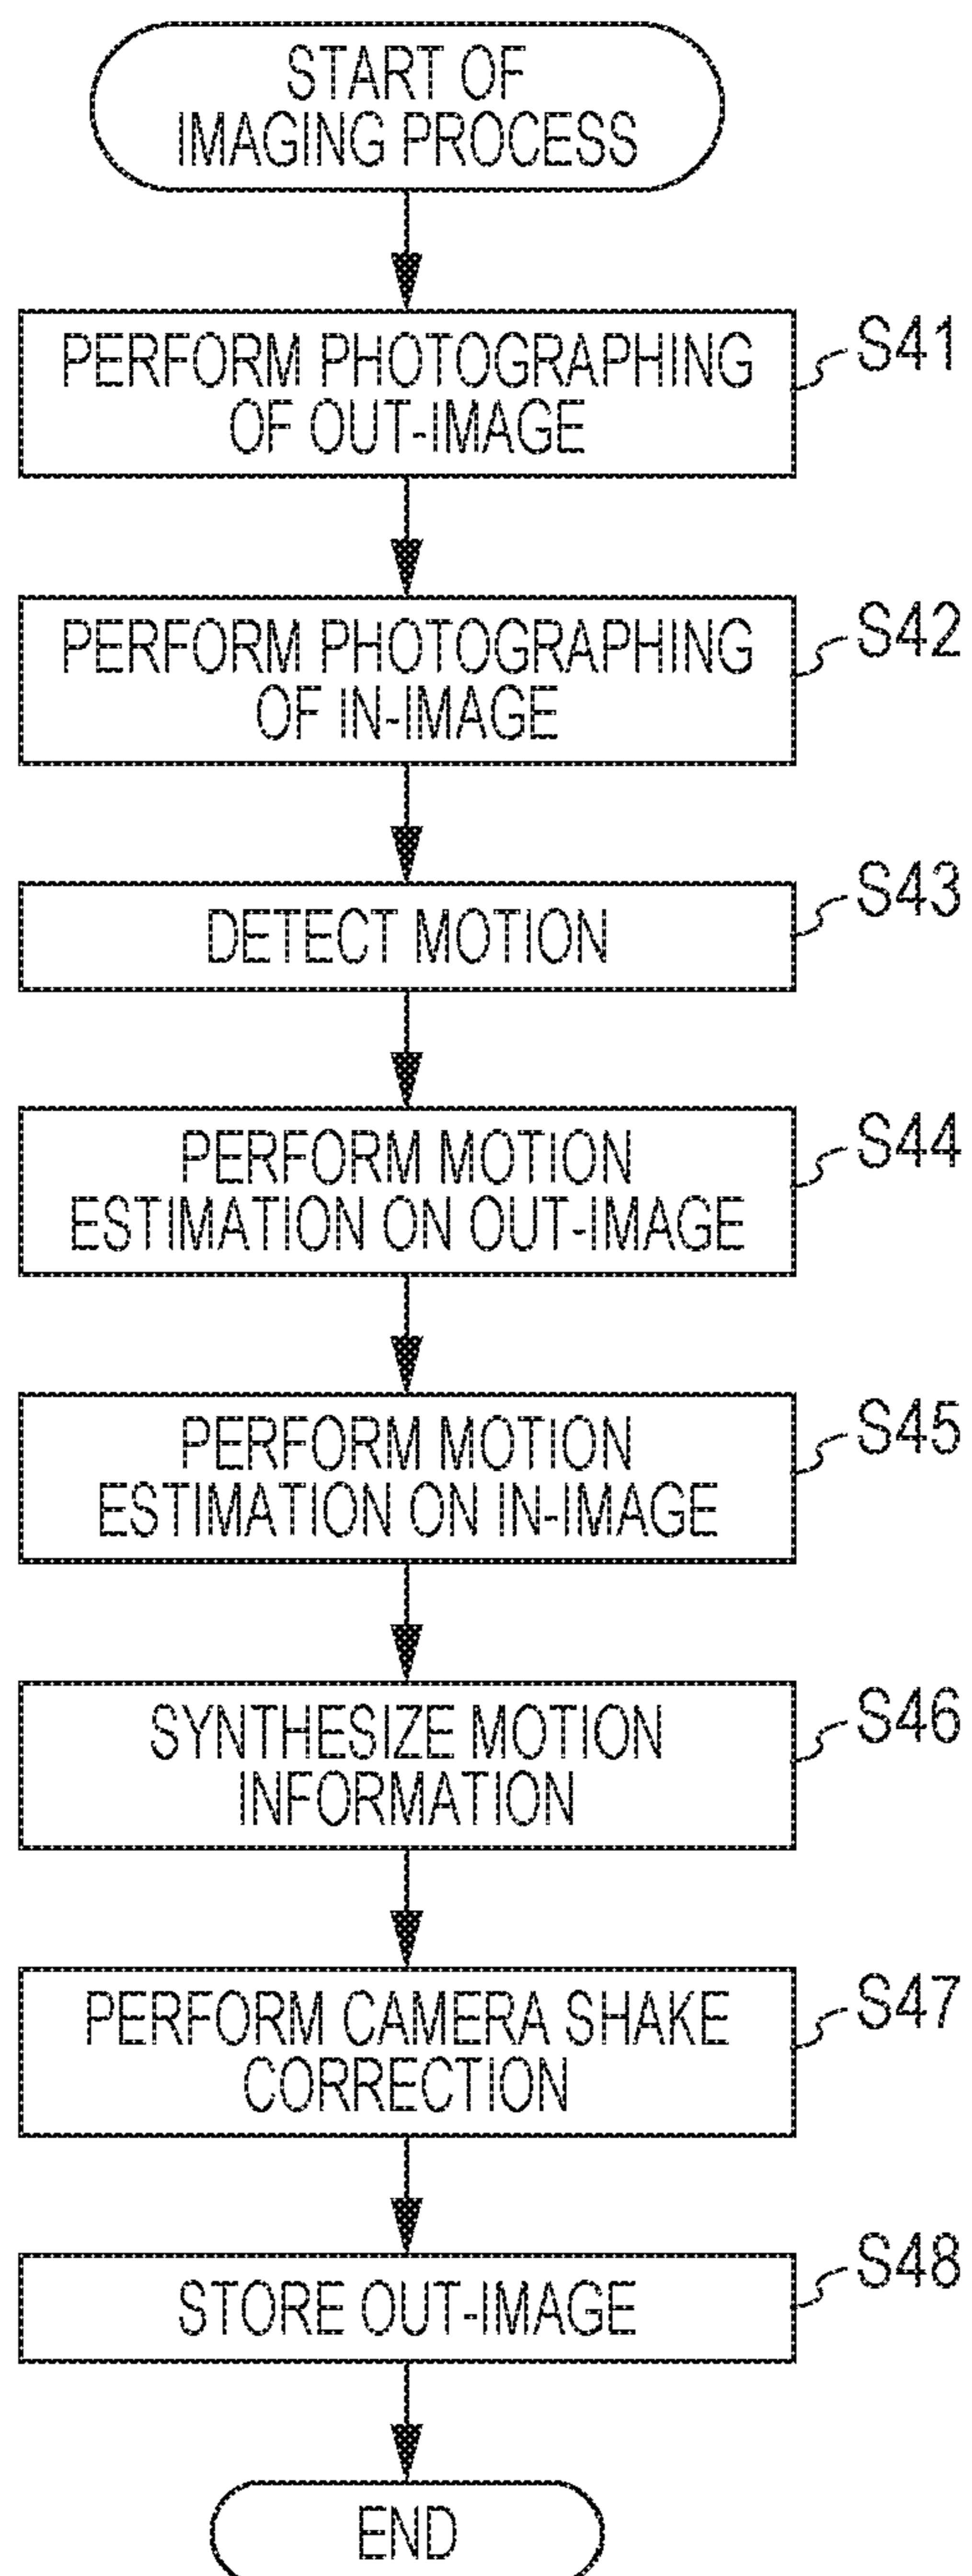 START OF
IMAGING PROCESS
PERFORM PHOTOGRAPHING
OF OUT-IMAGE
S41
PERFORM PHOTOGRAPHING
OF IN-IMAGE
S42
DETECT MOTION
S43
PERFORM MOTION
ESTIMATION ON OUT-IMAGE
S44
PERFORM MOTION
ESTIMATION ON IN-IMAGE
S45
SYNTHESIZE MOTION
INFORMATION
S46
PERFORM CAMERA SHAKE
CORRECTION
S47
STORE OUT-IMAGE
S48
END